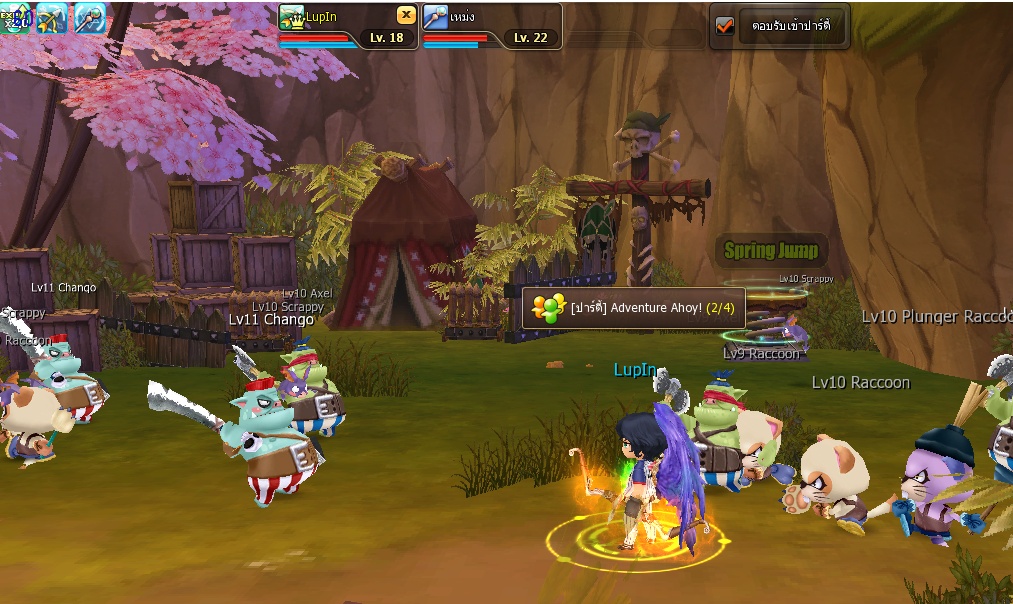 LupIn
Lv. 18
เหม่ง
Lv. 22
ตอบรับเข้าปาร์ตี้
Spring Jump
Lv10 Scrappy
Lv11 Chango
Lv10 Axel
Lv10 Scrappy
Lv11 Chango
Scrappy
Raccoon
[ปาร์ตี้] Adventure Ahoy! (2/4)
Lv10 Plunger Raccoo
Lv9 Raccoon
LupIn
Lv10 Raccoon